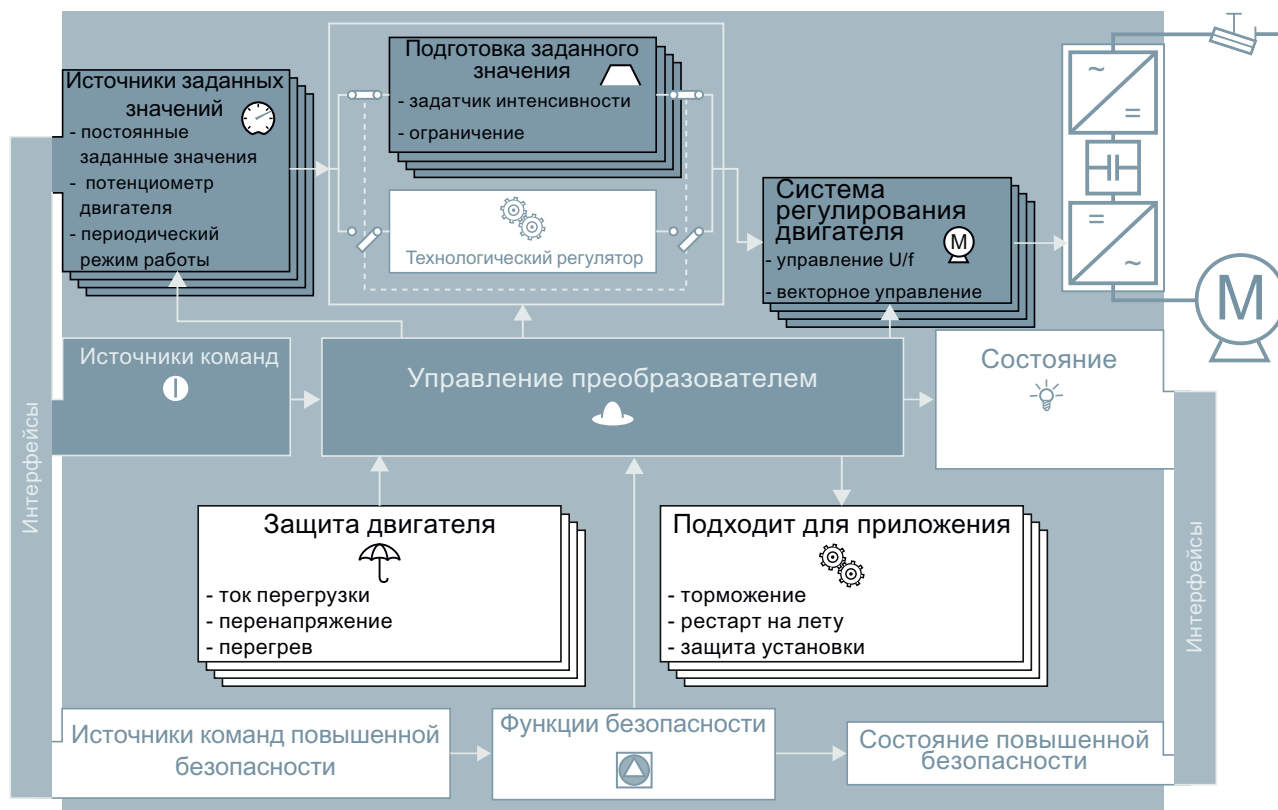 Подготовка заданного
значения
- задатчик интенсивности
- ограничение
Источники заданных
значений
- постоянные
заданные значения
- потенциометр
двигателя
- периодический
режим работы
Технологический регулятор
Система
регулирования
двигателя
M
- управление U/f
- векторное управление
~
=
=
~
M
Источники команд
Управление преобразователем
Состояние
Интерфейсы
Интерфейсы
Защита двигателя
- ток перегрузки
- перенапряжение
- перегрев
Подходит для приложения
- торможение
- рестарт на лету
- защита установки
Источники команд повышенной
безопасности
Функции безопасности
Состояние повышенной
безопасности